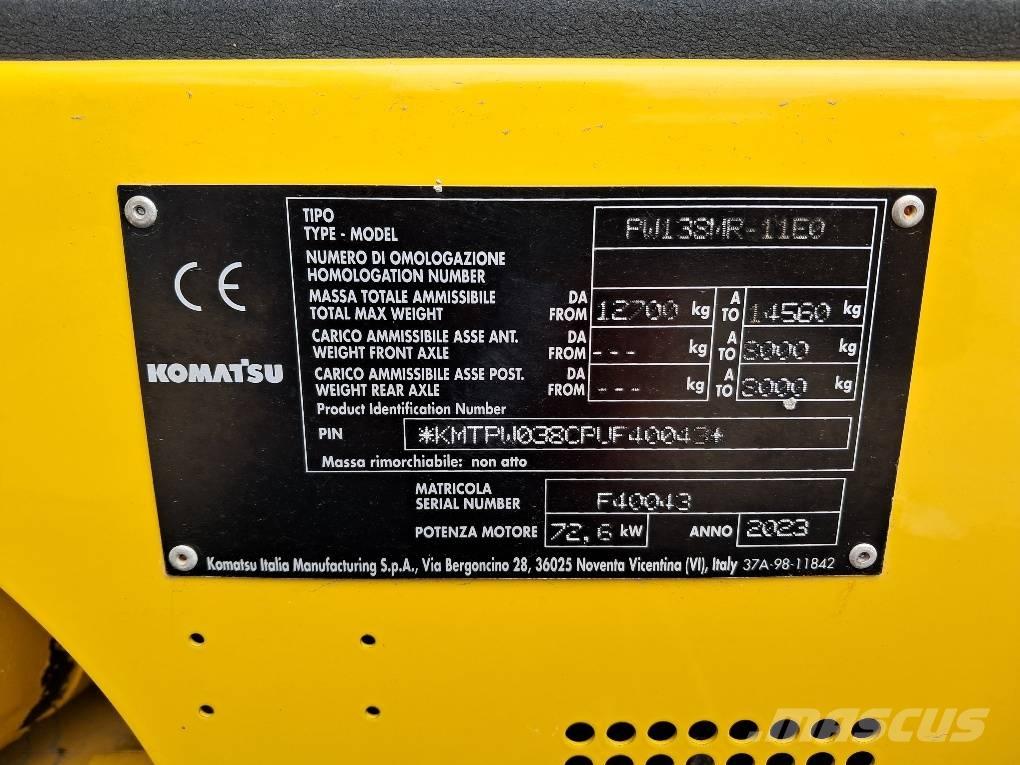 CE
KOMATSU
TIPO
TYPE - MODEL PW138MR-11E0
NUMERO DI OMOLOGAZIONE
HOMOLOGATION NUMBER
MASSA TOTALE AMMISSIBILE DA A
TOTAL MAX WEIGHT FROM 12700 kg TO 14560 kg
CARICO AMMISSIBILE ASSE ANT. DA A
WEIGHT FRONT AXLE FROM --- kg TO 8000 kg
CARICO AMMISSIBILE ASSE POST. DA A
WEIGHT REAR AXLE FROM --- kg TO 8000 kg
Product Identification Number
PIN *KMTPW038CPUF40043*
Massa rimorchiabile: non atto
MATRICOLA
SERIAL NUMBER F40043
POTENZA MOTORE 72,6 kW ANNO 2023
Komatsu Italia Manufacturing S.p.A., Via Bergoncino 28, 36025 Noventa Vicentina (VI), Italy 37A-98-11842
mascus